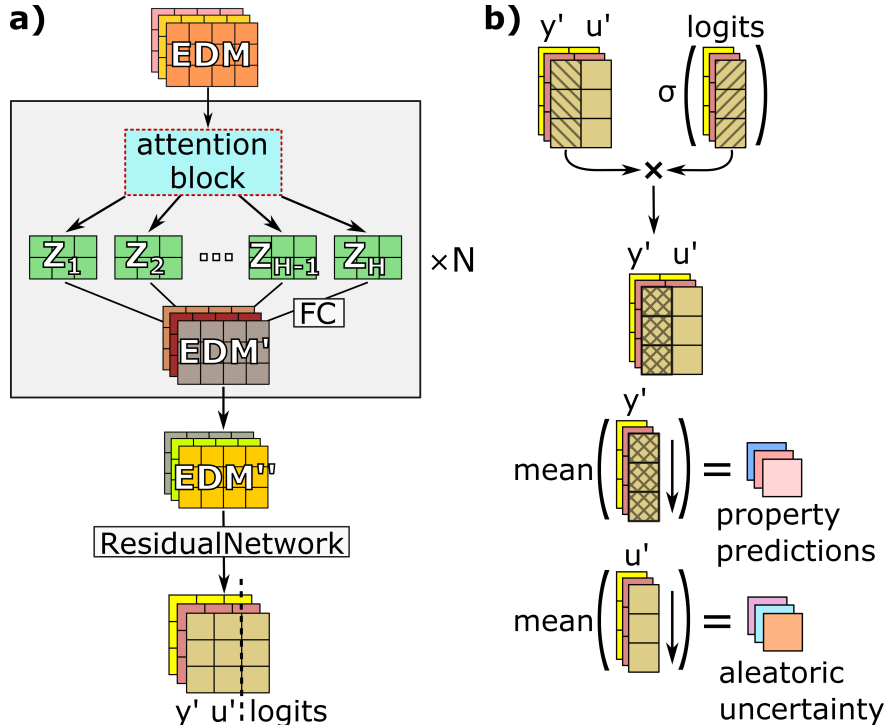 a)
EDM
attention
block
Z1 Z2 ... ZH-1 ZH
×N
FC
EDM'
EDM''
ResidualNetwork
y' u' logits
b)
y' u' logits
σ
×
y' u'
y'
mean =
property
predictions
u'
mean =
aleatoric
uncertainty